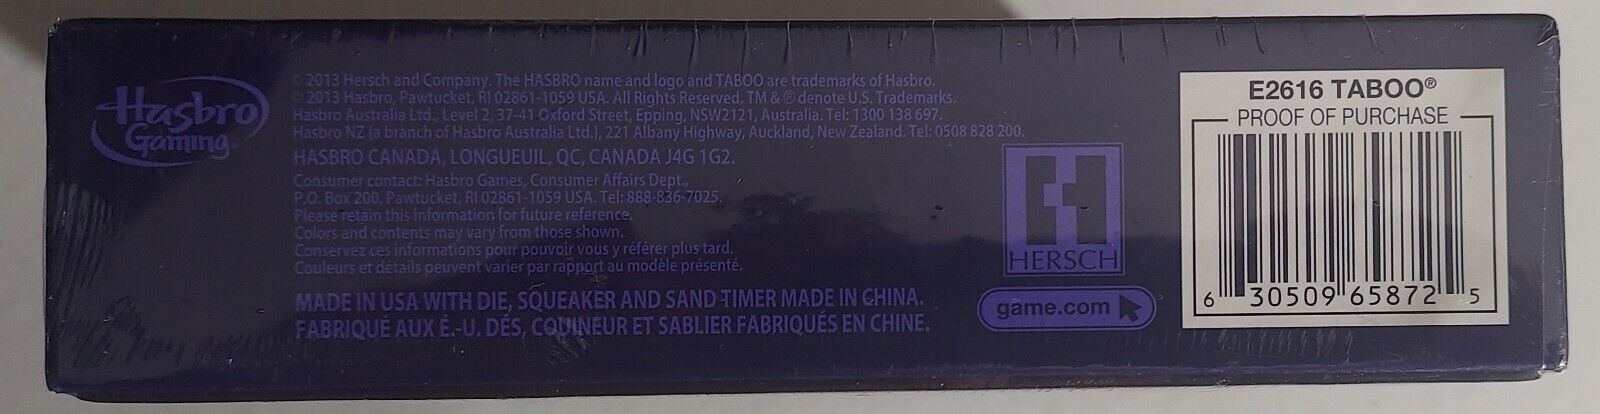 Hasbro
Gaming
© 2013 Hersch and Company. The HASBRO name and logo and TABOO are trademarks of Hasbro.
© 2013 Hasbro, Pawtucket, RI 02861-1059 USA. All Rights Reserved. TM & ® denote U.S. Trademarks.
Hasbro Australia Ltd., Level 2, 37-41 Oxford Street, Epping, NSW2121, Australia. Tel: 1300 138 697.
Hasbro NZ (a branch of Hasbro Australia Ltd.), 221 Albany Highway, Auckland, New Zealand. Tel: 0508 828 200.
HASBRO CANADA, LONGUEUIL, QC, CANADA J4G 1G2.
Consumer contact: Hasbro Games, Consumer Affairs Dept.,
P.O. Box 200, Pawtucket, RI 02861-1059 USA. Tel: 888-836-7025.
Please retain this information for future reference.
Colors and contents may vary from those shown.
Conservez ces informations pour pouvoir vous y référer plus tard.
Couleurs et détails peuvent varier par rapport au modèle présenté.
MADE IN USA WITH DIE, SQUEAKER AND SAND TIMER MADE IN CHINA.
FABRIQUÉ AUX É.-U. DÉS, COUINEUR ET SABLIER FABRIQUÉS EN CHINE.
HERSCH
game.com
E2616 TABOO®
PROOF OF PURCHASE
6 30509 65872 5